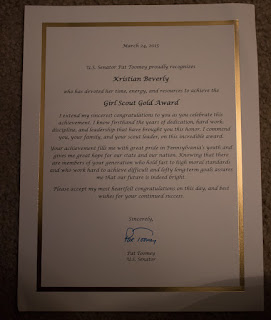 March 24, 2015
U.S. Senator Pat Toomey proudly recognizes
Kristian Beverly
who has devoted her time, energy, and resources to achieve the
Girl Scout Gold Award
I extend my sincerest congratulations to you as you celebrate this
achievement. I know firsthand the years of dedication, hard work,
discipline, and leadership that have brought you this honor. I commend
you, your family, and your scout leader, on this incredible award.
Your achievement fills me with great pride in Pennsylvania's youth and
gives me great hope for our state and our nation. Knowing that there
are members of your generation who hold fast to high moral standards
and who work hard to achieve difficult and lofty long-term goals assures
me that our future is indeed bright.
Please accept my most heartfelt congratulations on this day, and best
wishes for your continued success.
Sincerely,
Pat Toomey
Pat Toomey
U.S. Senator